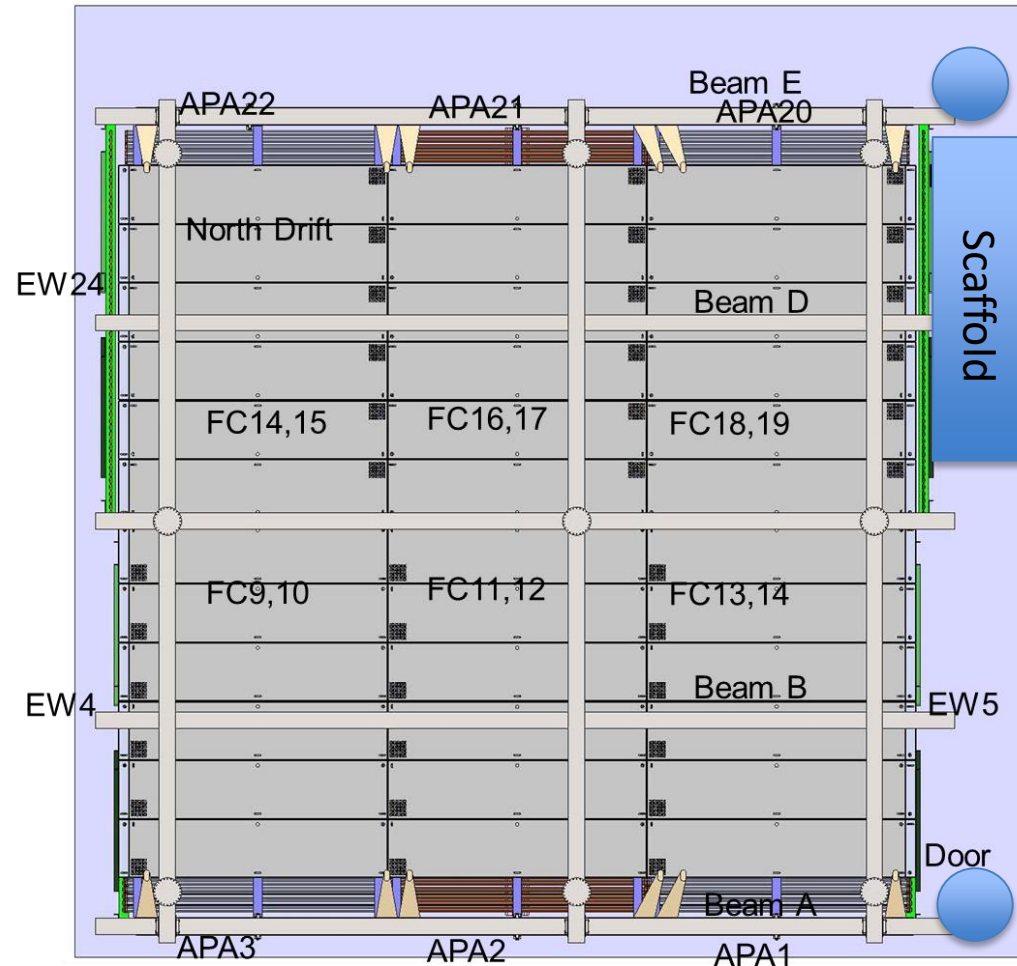 Beam E
APA22
APA21
APA20
North Drift
Scaffold
EW24
Beam D
FC14,15
FC16,17
FC18,19
FC9,10
FC11,12
FC13,14
Beam B
EW4
EW5
Door
Beam A
APA3
APA2
APA1